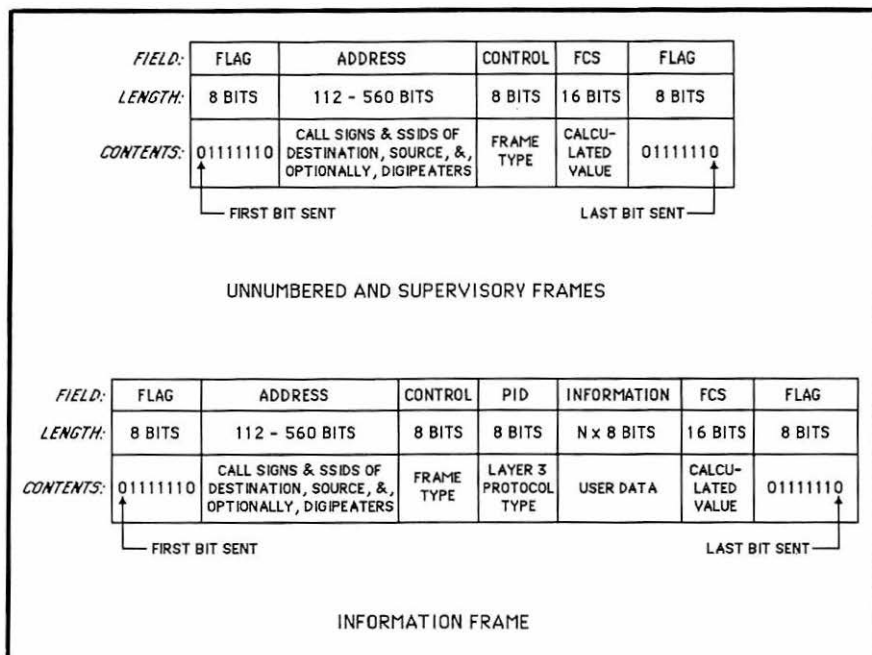 FIELD: FLAG ADDRESS CONTROL FCS FLAG
LENGTH: 8 BITS 112 - 560 BITS 8 BITS 16 BITS 8 BITS
CONTENTS: 01111110 CALL SIGNS & SSIDS OF DESTINATION, SOURCE, &, OPTIONALLY, DIGIPEATERS FRAME TYPE CALCU- LATED VALUE 01111110
FIRST BIT SENT LAST BIT SENT
UNNUMBERED AND SUPERVISORY FRAMES
FIELD: FLAG ADDRESS CONTROL PID INFORMATION FCS FLAG
LENGTH: 8 BITS 112 - 560 BITS 8 BITS 8 BITS N x 8 BITS 16 BITS 8 BITS
CONTENTS: 01111110 CALL SIGNS & SSIDS OF DESTINATION, SOURCE, &, OPTIONALLY, DIGIPEATERS FRAME TYPE LAYER 3 PROTOCOL TYPE USER DATA CALCU- LATED VALUE 01111110
FIRST BIT SENT LAST BIT SENT
INFORMATION FRAME